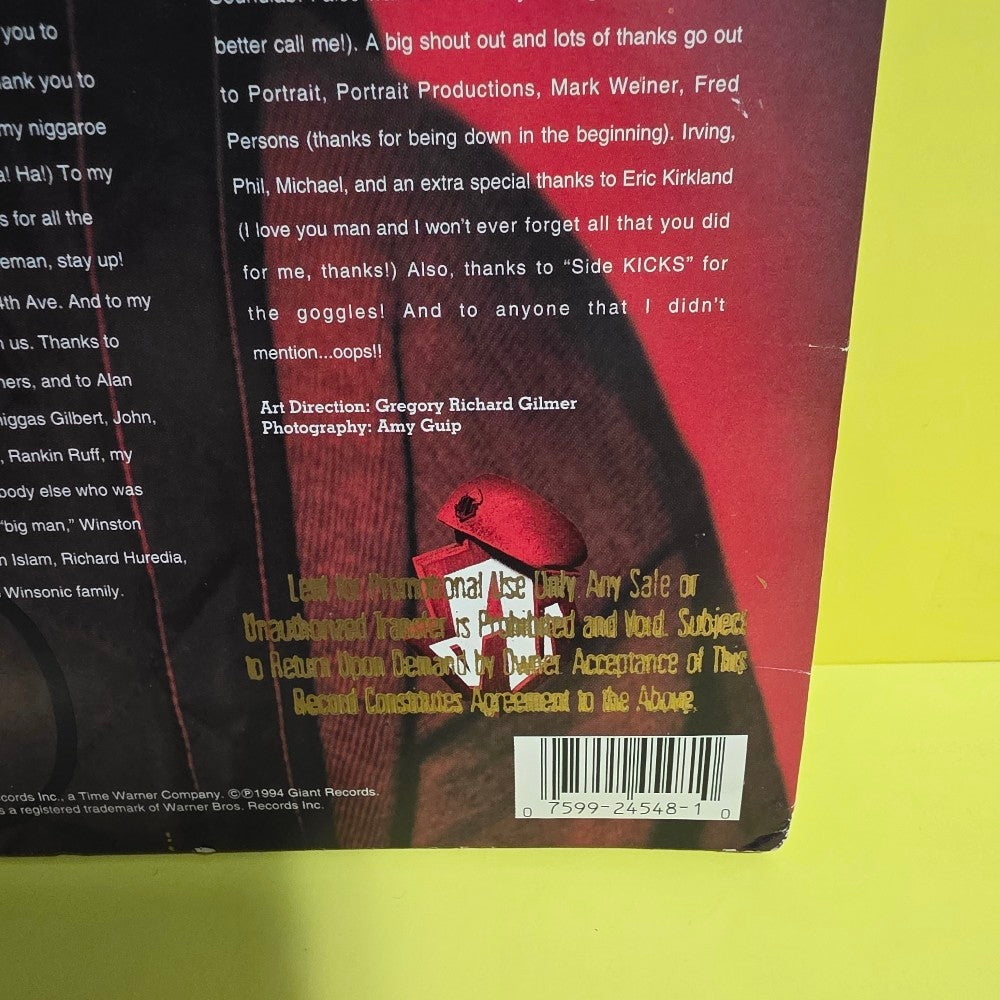 you to
ank you to
my niggaroe
a! Ha!) To my
s for all the
eman, stay up!
4th Ave. And to my
n us. Thanks to
ners, and to Alan
niggas Gilbert, John,
, Rankin Ruff, my
body else who was
"big man," Winston
n Islam, Richard Huredia,
Winsonic family.
better call me!). A big shout out and lots of thanks go out
to Portrait, Portrait Productions, Mark Weiner, Fred
Persons (thanks for being down in the beginning). Irving,
Phil, Michael, and an extra special thanks to Eric Kirkland
(I love you man and I won't ever forget all that you did
for me, thanks!) Also, thanks to “Side KICKS” for
the goggles! And to anyone that I didn't
mention...oops!!
Art Direction: Gregory Richard Gilmer
Photography: Amy Guip
Lent for Promotional Use Only Any Sale or
Unauthorized Transfer is Prohibited and Void. Subject
to Return Upon Demand by Owner. Acceptance of This
Record Constitutes Agreement to the Above.
cords Inc., a Time Warner Company. ©℗1994 Giant Records.
s a registered trademark of Warner Bros. Records Inc.
0 7599-24548-1 0